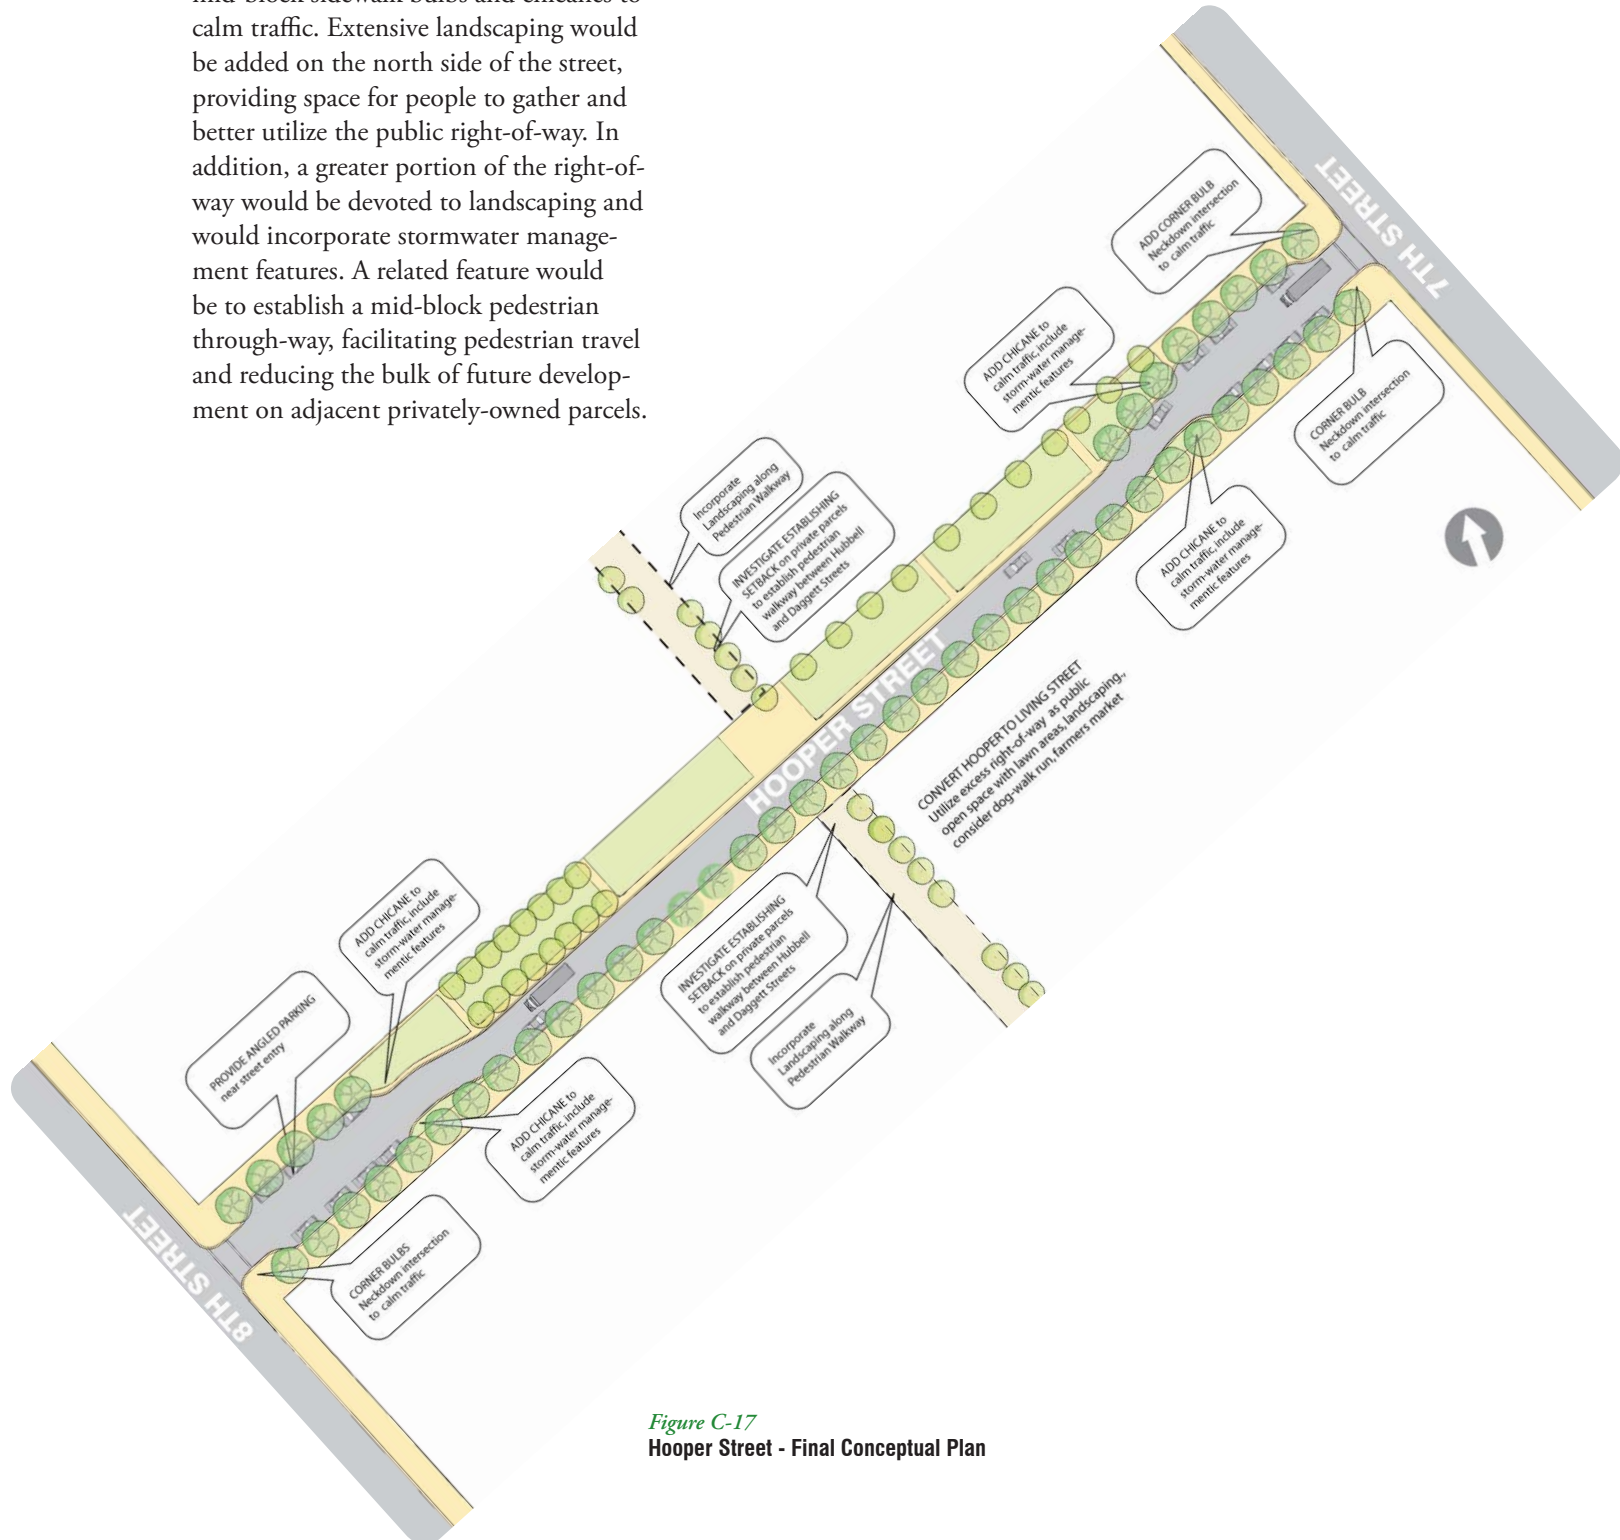 mid-block sidewalk bulbs and chicanes to
calm traffic. Extensive landscaping would
be added on the north side of the street,
providing space for people to gather and
better utilize the public right-of-way. In
addition, a greater portion of the right-of-
way would be devoted to landscaping and
would incorporate stormwater manage-
ment features. A related feature would
be to establish a mid-block pedestrian
through-way, facilitating pedestrian travel
and reducing the bulk of future develop-
ment on adjacent privately-owned parcels.
7TH STREET
ADD CORNER BULB
Neckdown intersection
to calm traffic
ADD CHICANE to
calm traffic, include
storm-water manage-
mentic features
CORNER BULB
Neckdown intersection
to calm traffic
Incorporate
Landscaping along
Pedestrian Walkway
INVESTIGATE ESTABLISHING
SETBACK on private parcels
to establish pedestrian
walkway between Hubbell
and Daggett Streets
ADD CHICANE to
calm traffic, include
storm-water manage-
mentic features
HOOPER STREET
CONVERT HOOPER TO LIVING STREET
Utilize excess right-of-way as public
open space with lawn areas, landscaping,,
consider dog-walk run, farmers market
ADD CHICANE to
calm traffic, include
storm-water manage-
mentic features
INVESTIGATE ESTABLISHING
SETBACK on private parcels
to establish pedestrian
walkway between Hubbell
and Daggett Streets
PROVIDE ANGLED PARKING
near street entry
Incorporate
Landscaping along
Pedestrian Walkway
ADD CHICANE to
calm traffic, include
storm-water manage-
mentic features
CORNER BULBS
Neckdown intersection
to calm traffic
8TH STREET
Figure C-17
Hooper Street - Final Conceptual Plan